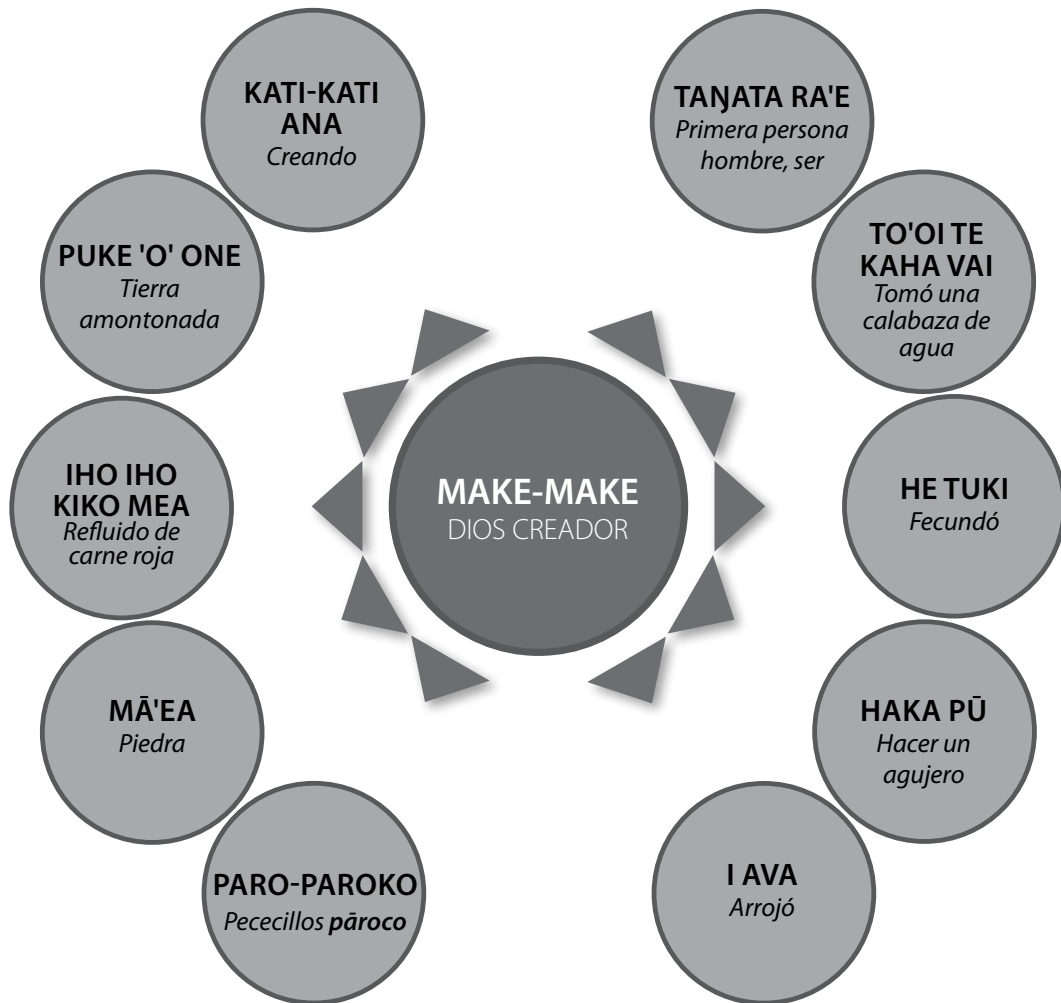 KATI-KATI
ANA
Creando
PUKE 'O' ONE
Tierra
amontonada
IHO IHO
KIKO MEA
Refluido de
carne roja
MĀ'EA
Piedra
PARO-PAROKO
Pececillos pāroco
MAKE-MAKE
DIOS CREADOR
TAŊATA RA'E
Primera persona
hombre, ser
TO'OI TE
KAHA VAI
Tomó una
calabaza de
agua
HE TUKI
Fecundó
HAKA PŪ
Hacer un
agujero
I AVA
Arrojó